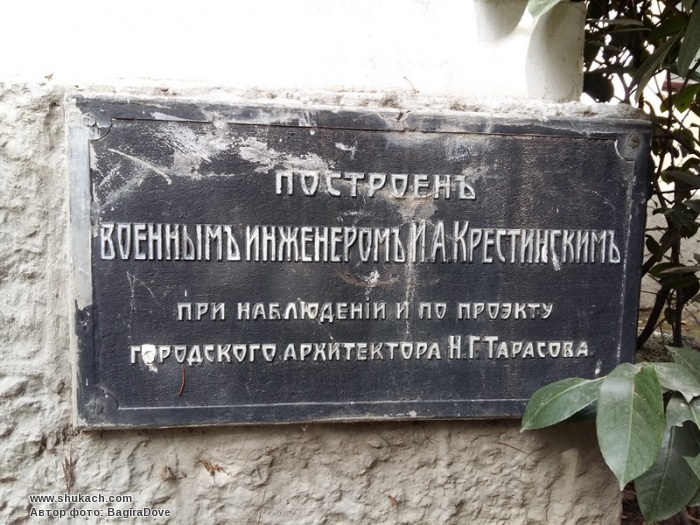 ПОСТРОЕНЪ
ВОЕННЫМЪ ИНЖЕНЕРОМЪ И.А.КРЕСТИНСКИМЪ
ПРИ НАБЛЮДЕНІИ И ПО ПРОЭКТУ
ГОРОДСКОГО АРХИТЕКТОРА Н.Г.ТАРАСОВА
www.shukach.com
Автор фото: BagiraDove